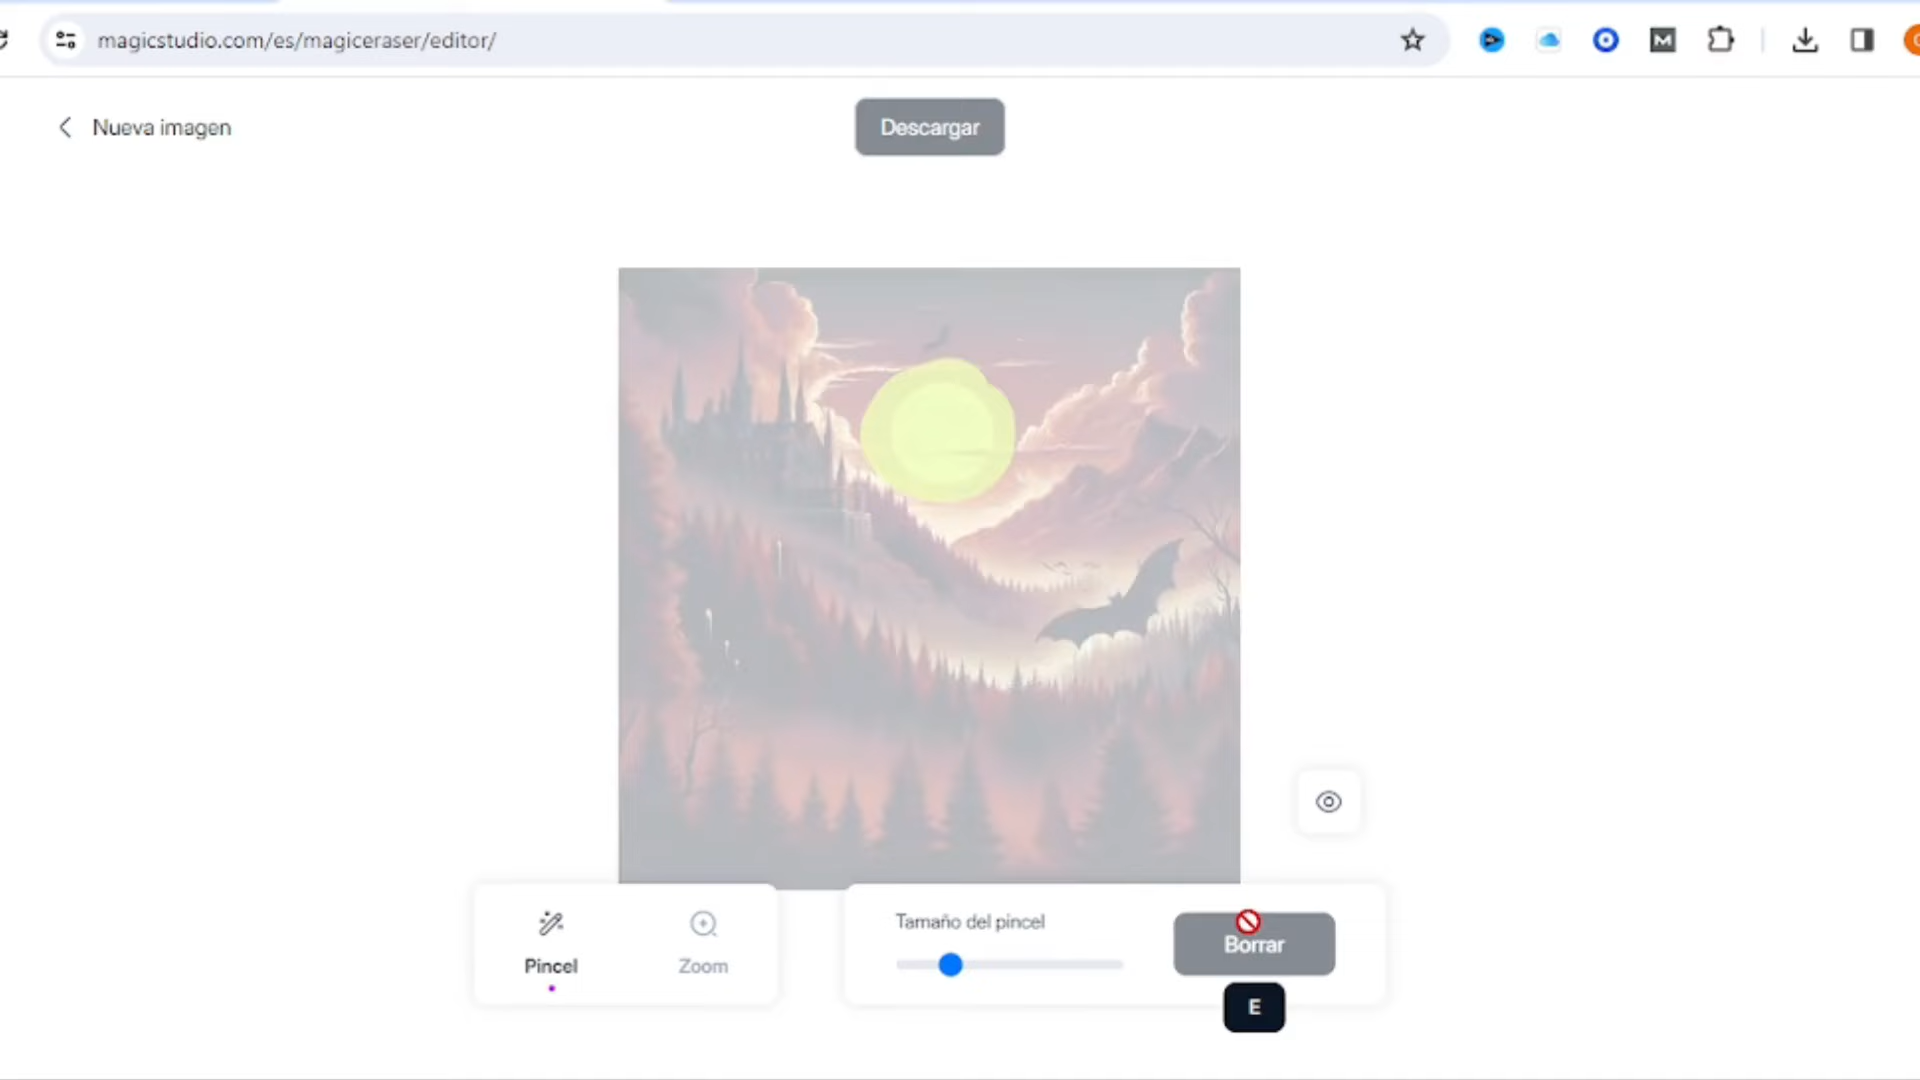 magicstudio.com/es/magiceraser/editor/
Nueva imagen
Descargar
Tamaño del pincel
Borrar
Pincel
Zoom
E